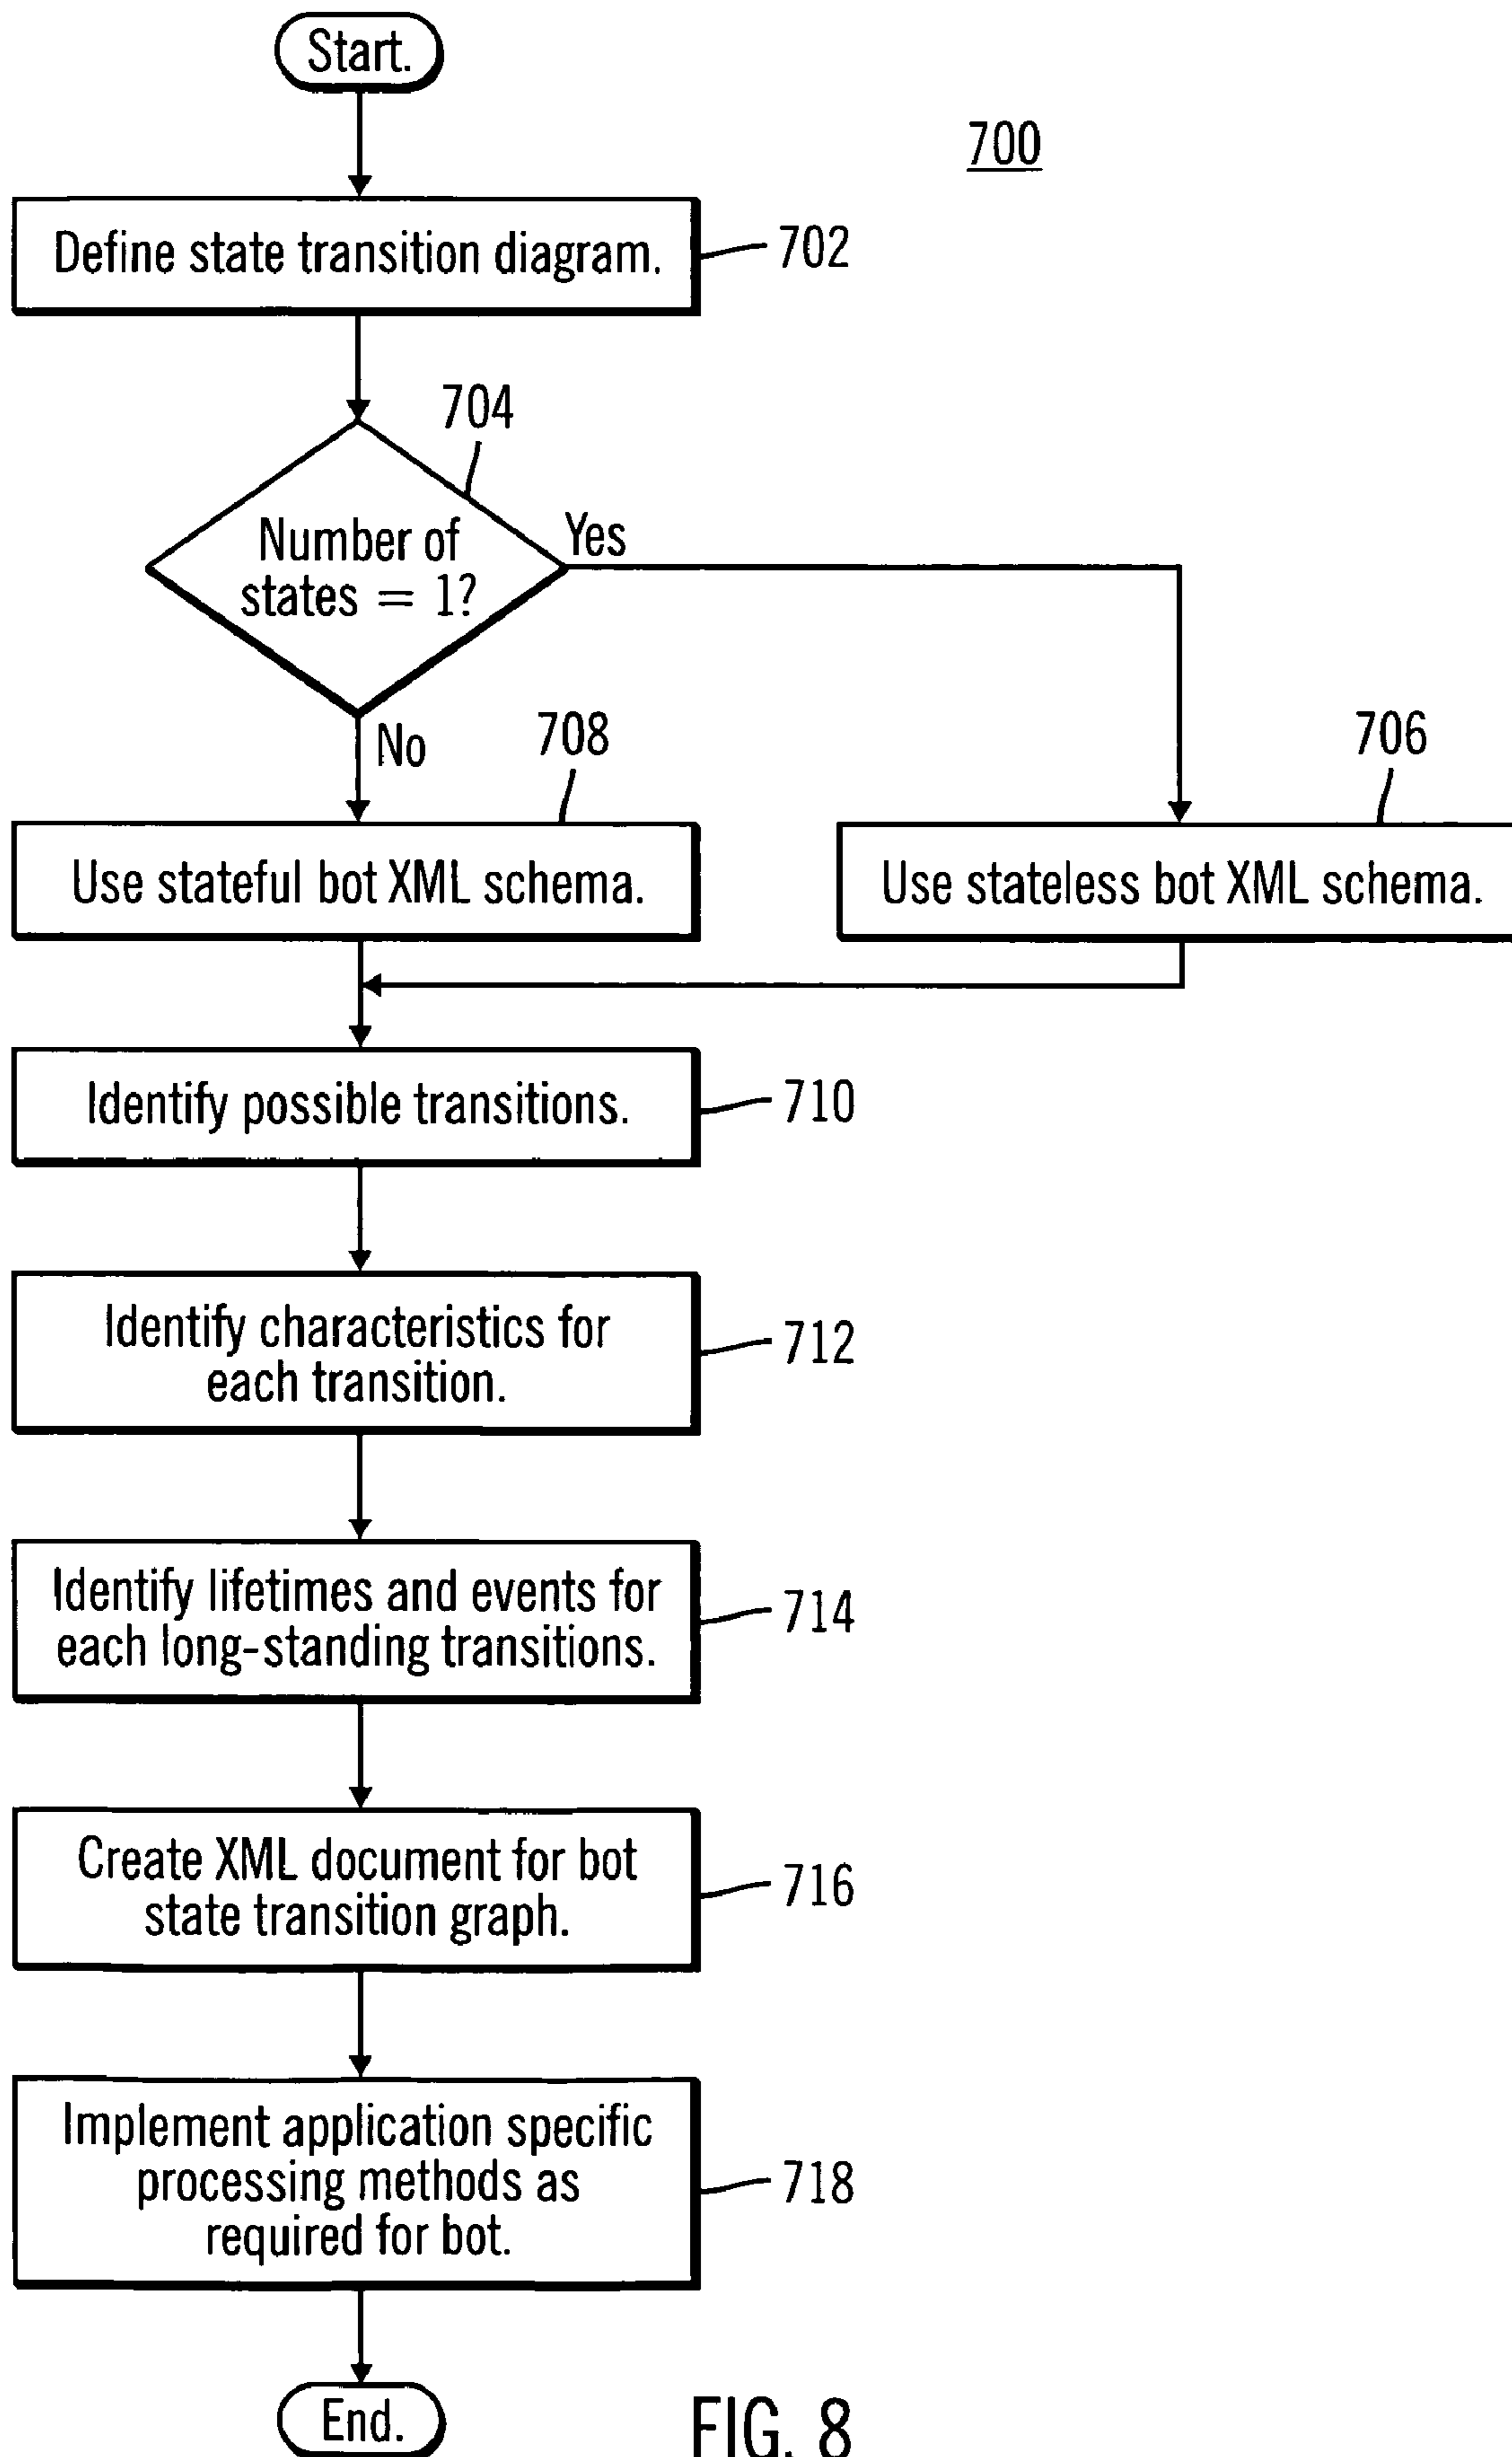 Start.
700
Define state transition diagram.
702
704
Number of
states = 1?
Yes
No
708
706
Use stateful bot XML schema.
Use stateless bot XML schema.
Identify possible transitions.
710
Identify characteristics for
each transition.
712
Identify lifetimes and events for
each long-standing transitions.
714
Create XML document for bot
state transition graph.
716
Implement application specific
processing methods as
required for bot.
718
End.
FIG. 8